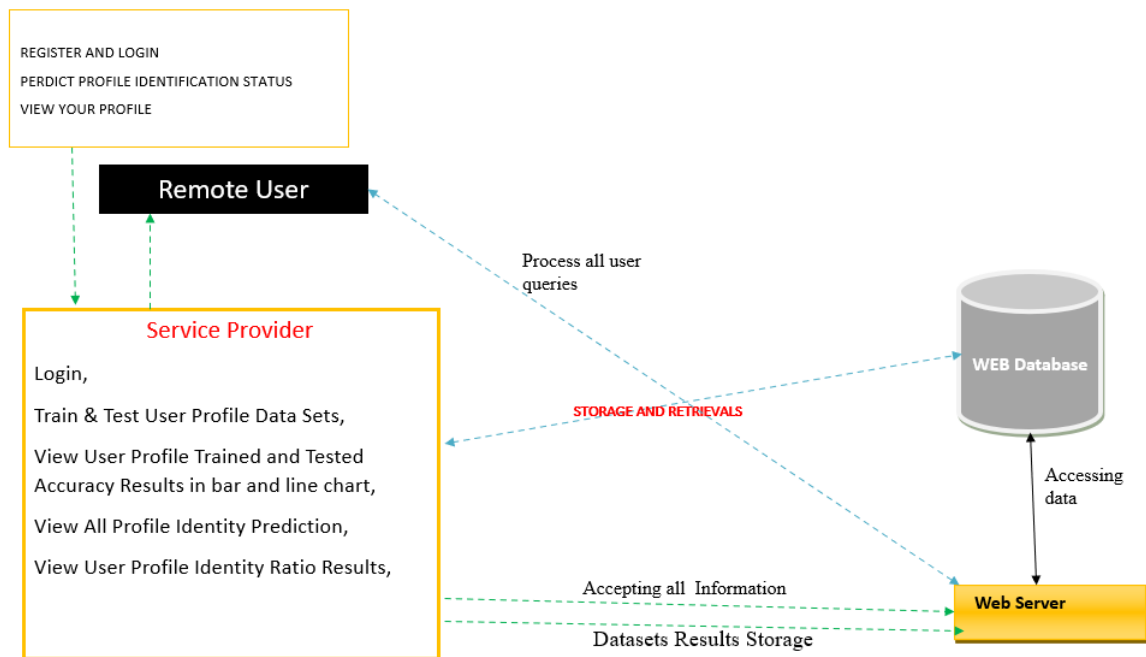 REGISTER AND LOGIN
PERDICT PROFILE IDENTIFICATION STATUS
VIEW YOUR PROFILE
Remote User
Process all user
queries
Service Provider
Login,
Train & Test User Profile Data Sets,
View User Profile Trained and Tested
Accuracy Results in bar and line chart,
View All Profile Identity Prediction,
View User Profile Identity Ratio Results,
WEB Database
STORAGE AND RETRIEVALS
Accessing
data
Accepting all Information
Web Server
Datasets Results Storage